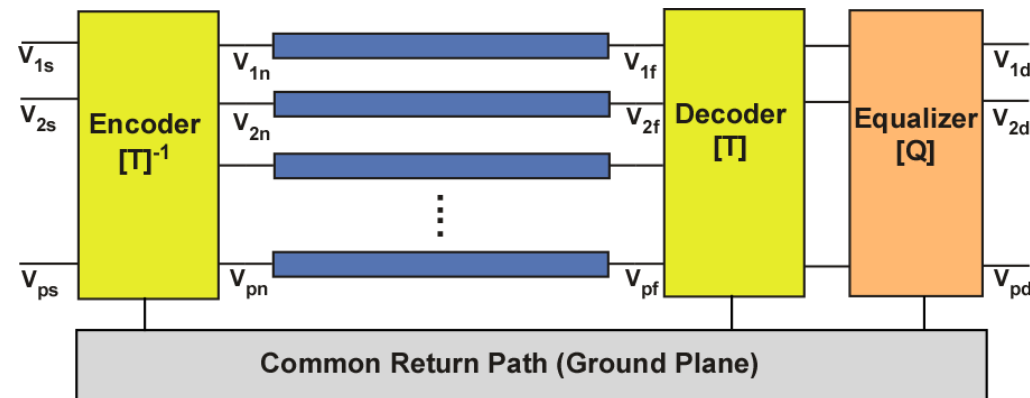 V1s V1n V1f V1d
V2s V2n V2f V2d
Encoder
[T]-1
Decoder
[T]
Equalizer
[Q]
Vps Vpn Vpf Vpd
Common Return Path (Ground Plane)